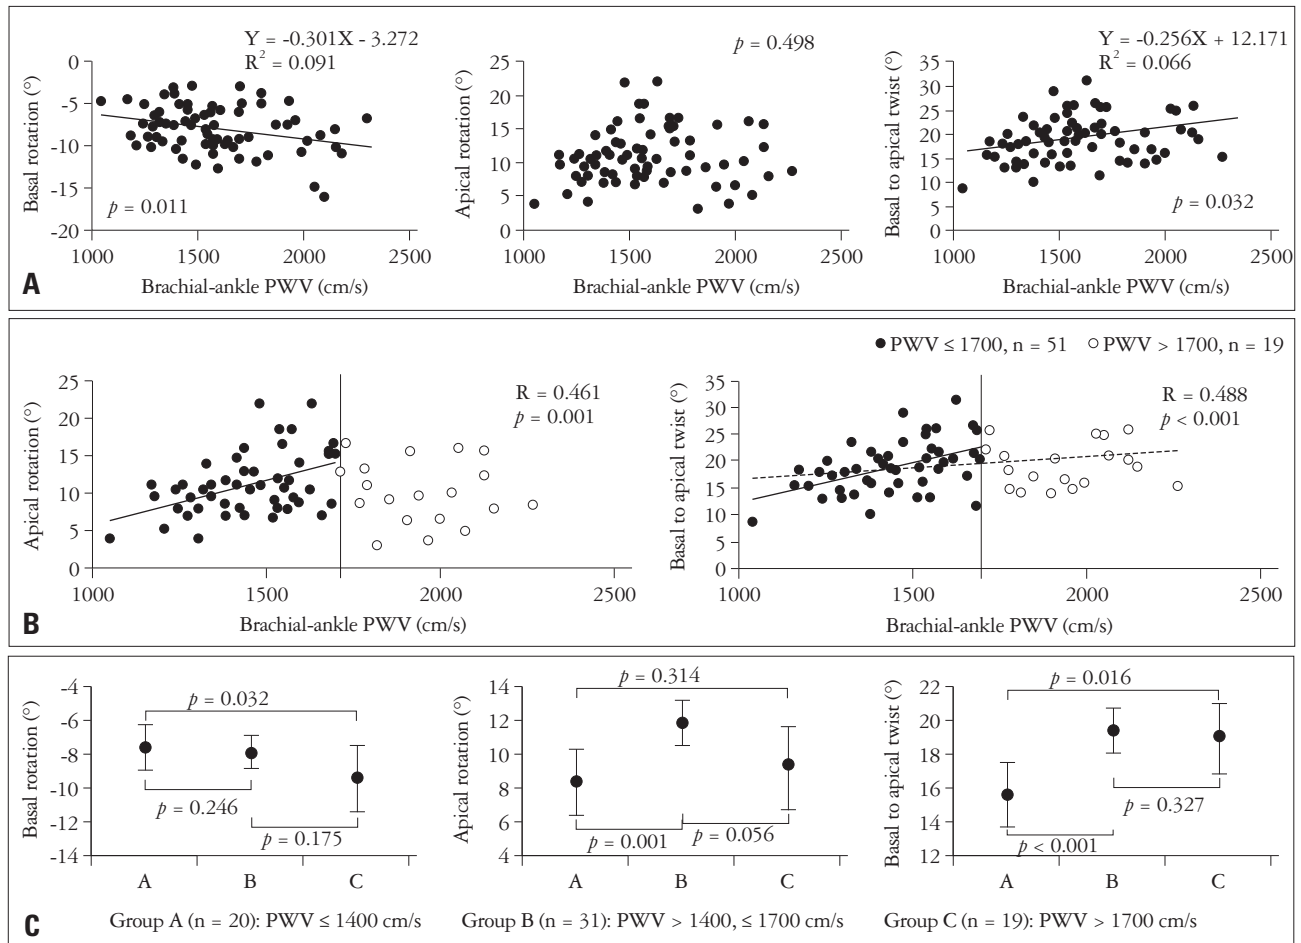 Y = -0.301X - 3.272
R² = 0.091
0
-5
-10
-15
-20
Basal rotation (°)
p = 0.011
1000 1500 2000 2500
Brachial-ankle PWV (cm/s)
p = 0.498
25
20
15
10
5
0
Apical rotation (°)
1000 1500 2000 2500
Brachial-ankle PWV (cm/s)
Y = -0.256X + 12.171
R² = 0.066
35
30
25
20
15
10
5
0
Basal to apical twist (°)
p = 0.032
1000 1500 2000 2500
Brachial-ankle PWV (cm/s)
A
PWV ≤ 1700, n = 51 PWV > 1700, n = 19
25
20
15
10
5
0
Apical rotation (°)
R = 0.461
p = 0.001
1000 1500 2000 2500
Brachial-ankle PWV (cm/s)
35
30
25
20
15
10
5
0
Basal to apical twist (°)
R = 0.488
p < 0.001
1000 1500 2000 2500
Brachial-ankle PWV (cm/s)
B
-4
-6
-8
-10
-12
-14
Basal rotation (°)
p = 0.032
p = 0.246
p = 0.175
A B C
14
12
10
8
6
4
Apical rotation (°)
p = 0.314
p = 0.001
p = 0.056
A B C
22
20
18
16
14
12
Basal to apical twist (°)
p = 0.016
p = 0.327
p < 0.001
A B C
C
Group A (n = 20): PWV ≤ 1400 cm/s
Group B (n = 31): PWV > 1400, ≤ 1700 cm/s
Group C (n = 19): PWV > 1700 cm/s